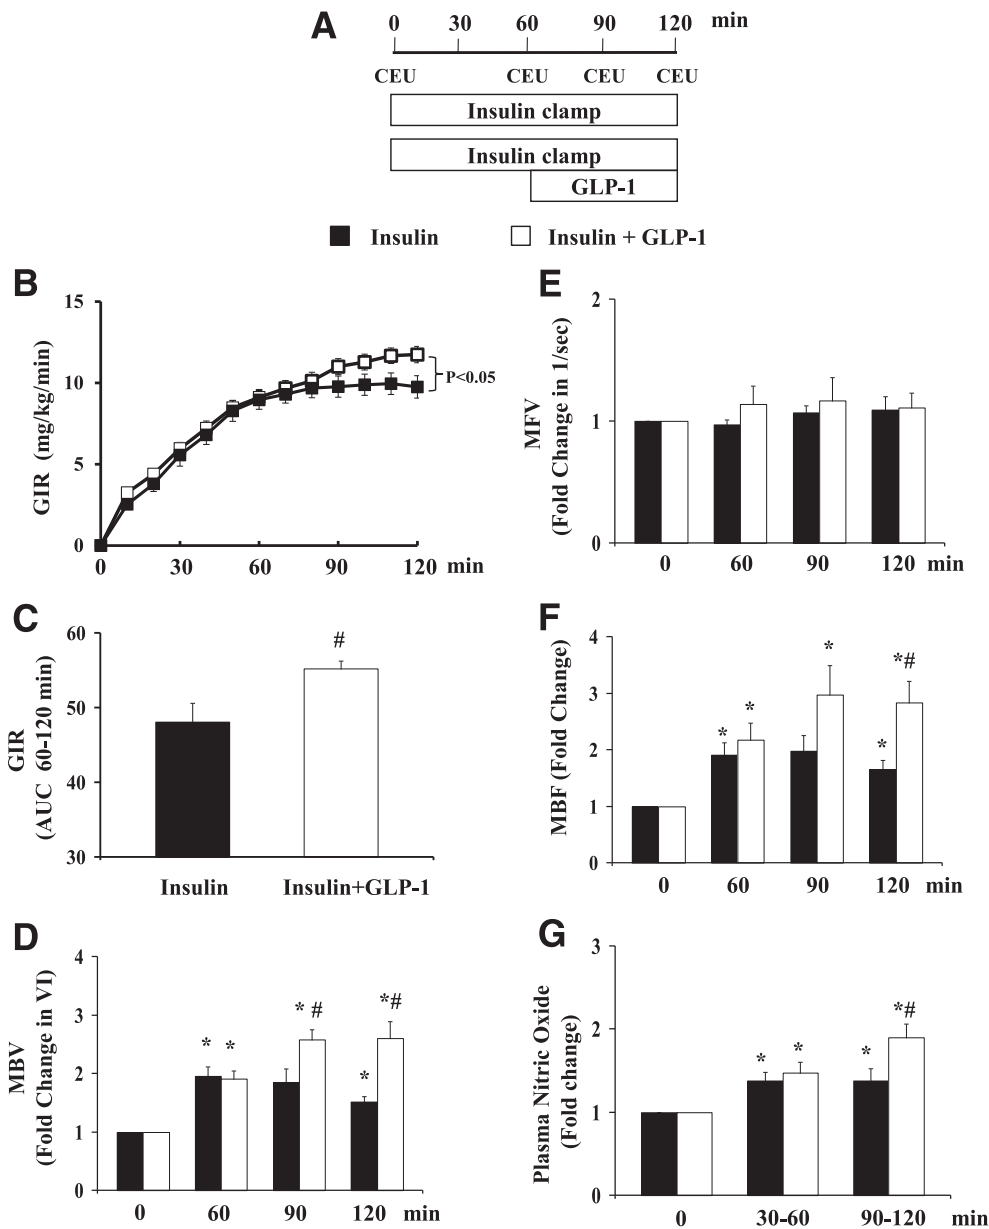 A
0 30 60 90 120 min
CEU CEU CEU CEU
Insulin clamp
Insulin clamp
GLP-1
Insulin Insulin + GLP-1
B
GIR (mg/kg/min)
15
10
5
0
P<0.05
0 30 60 90 120 min
C
GIR
(AUC 60-120 min)
60
50
40
30
#
Insulin Insulin+GLP-1
D
MBV
(Fold Change in VI)
4
3
2
1
0
* * * # * *#
0 60 90 120 min
E
MFV
(Fold Change in 1/sec)
2
1
0
0 60 90 120 min
F
MBF (Fold Change)
4
3
2
1
0
* * * * *#
0 60 90 120 min
G
Plasma Nitric Oxide
(Fold change)
3
2
1
0
* * * *#
0 30-60 90-120 min